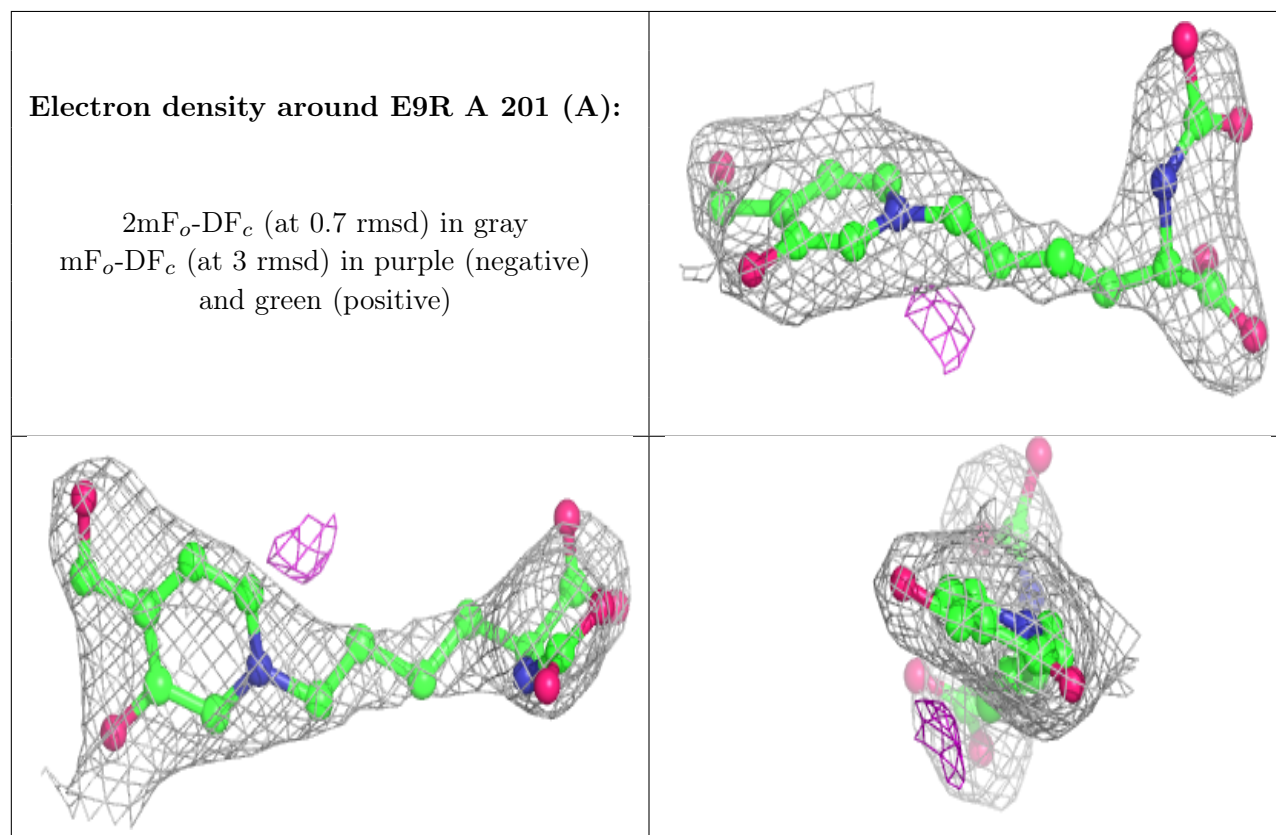 Electron density around E9R A 201 (A):
2mFₒ-DF𝒸 (at 0.7 rmsd) in gray
mFₒ-DF𝒸 (at 3 rmsd) in purple (negative)
and green (positive)